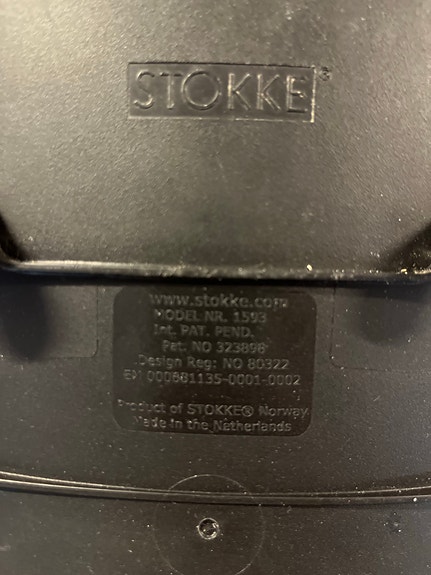 STOKKE®
www.stokke.com
MODEL NR. 1593
Int. PAT. PEND.
Pat. NO 323898
Design Reg: NO 80322
EM 000881135-0001-0002
Product of STOKKE® Norway
Made in the Netherlands